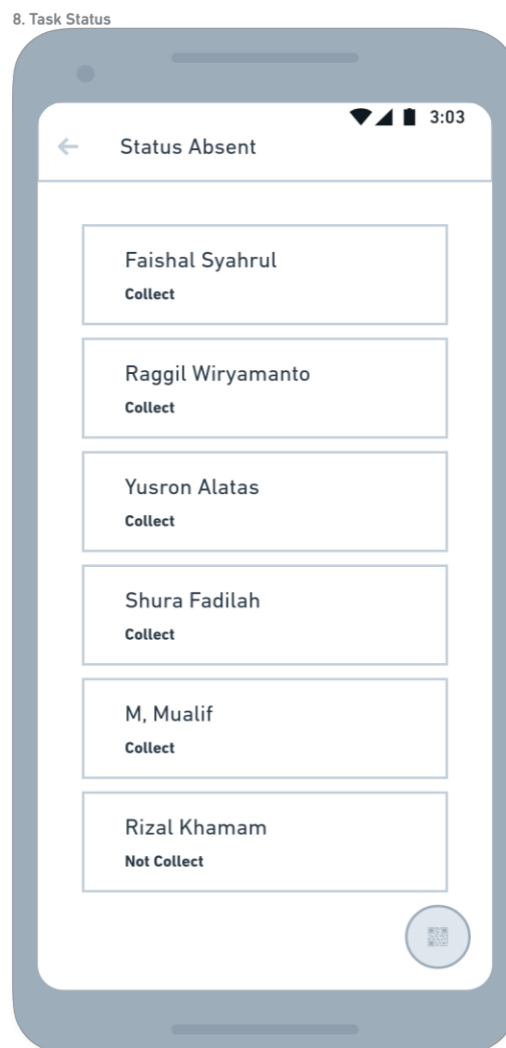 8. Task Status
3:03
Status Absent
Faishal Syahrul
Collect
Raggil Wiryamanto
Collect
Yusron Alatas
Collect
Shura Fadilah
Collect
M, Mualif
Collect
Rizal Khamam
Not Collect